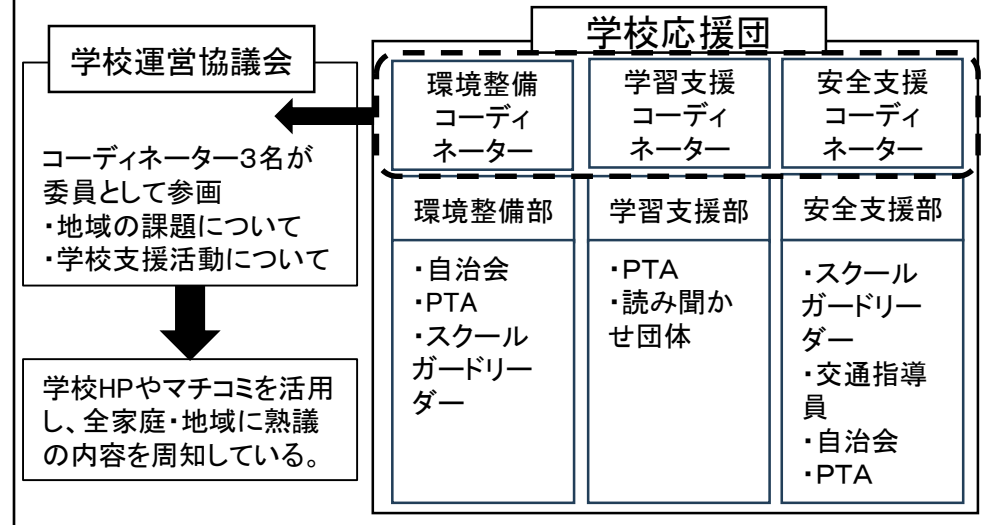 学校運営協議会
コーディネーター3名が
委員として参画
・地域の課題について
・学校支援活動について
学校HPやマチコミを活用
し、全家庭・地域に熟議
の内容を周知している。
学校応援団
環境整備
コーディ
ネーター
学習支援
コーディ
ネーター
安全支援
コーディ
ネーター
環境整備部
学習支援部
安全支援部
・自治会
・PTA
・スクール
ガードリー
ダー
・PTA
・読み聞か
せ団体
・スクール
ガードリー
ダー
・交通指導
員
・自治会
・PTA